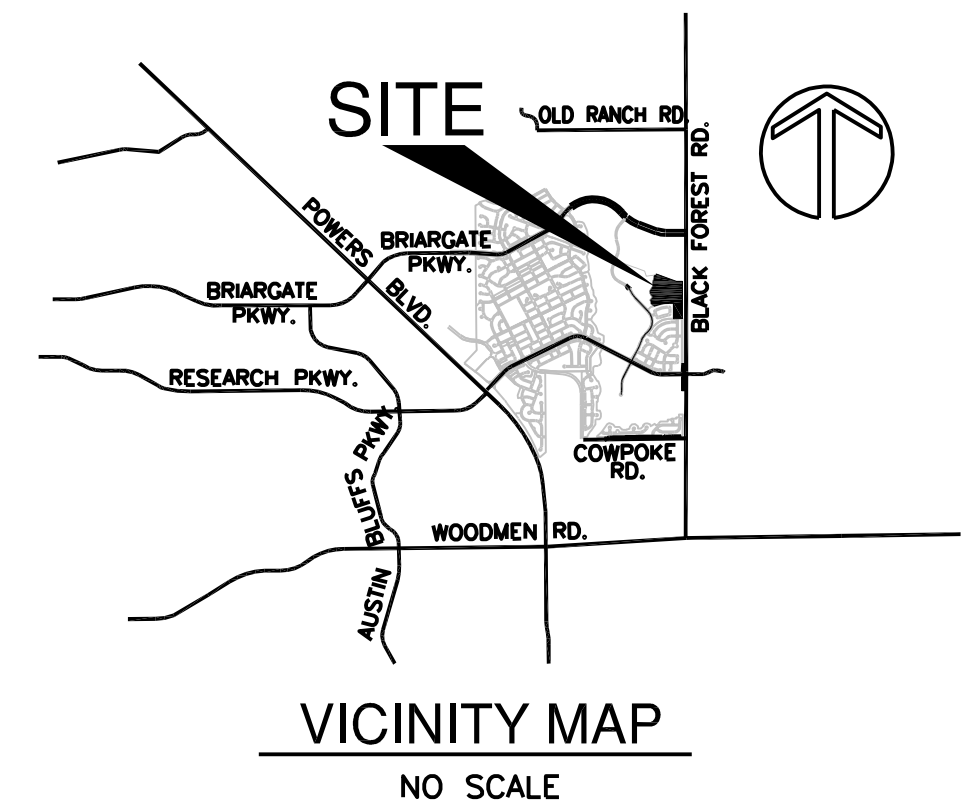 SITE
OLD RANCH RD.
BLACK FOREST RD.
POWERS BLVD.
BRIARGATE
PKWY.
BRIARGATE
PKWY.
RESEARCH PKWY.
COWPOKE
RD.
AUSTIN BLUFFS PKWY.
WOODMEN RD.
VICINITY MAP
NO SCALE